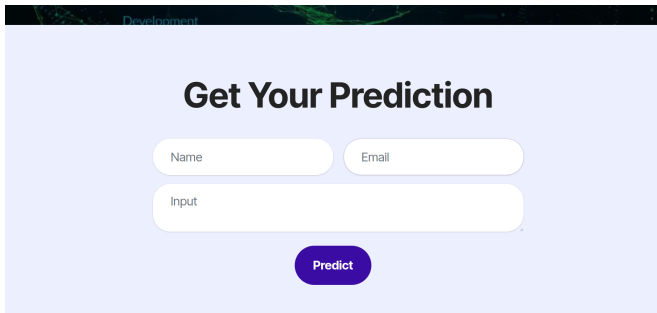 Development
Get Your Prediction
Name
Email
Input
Predict